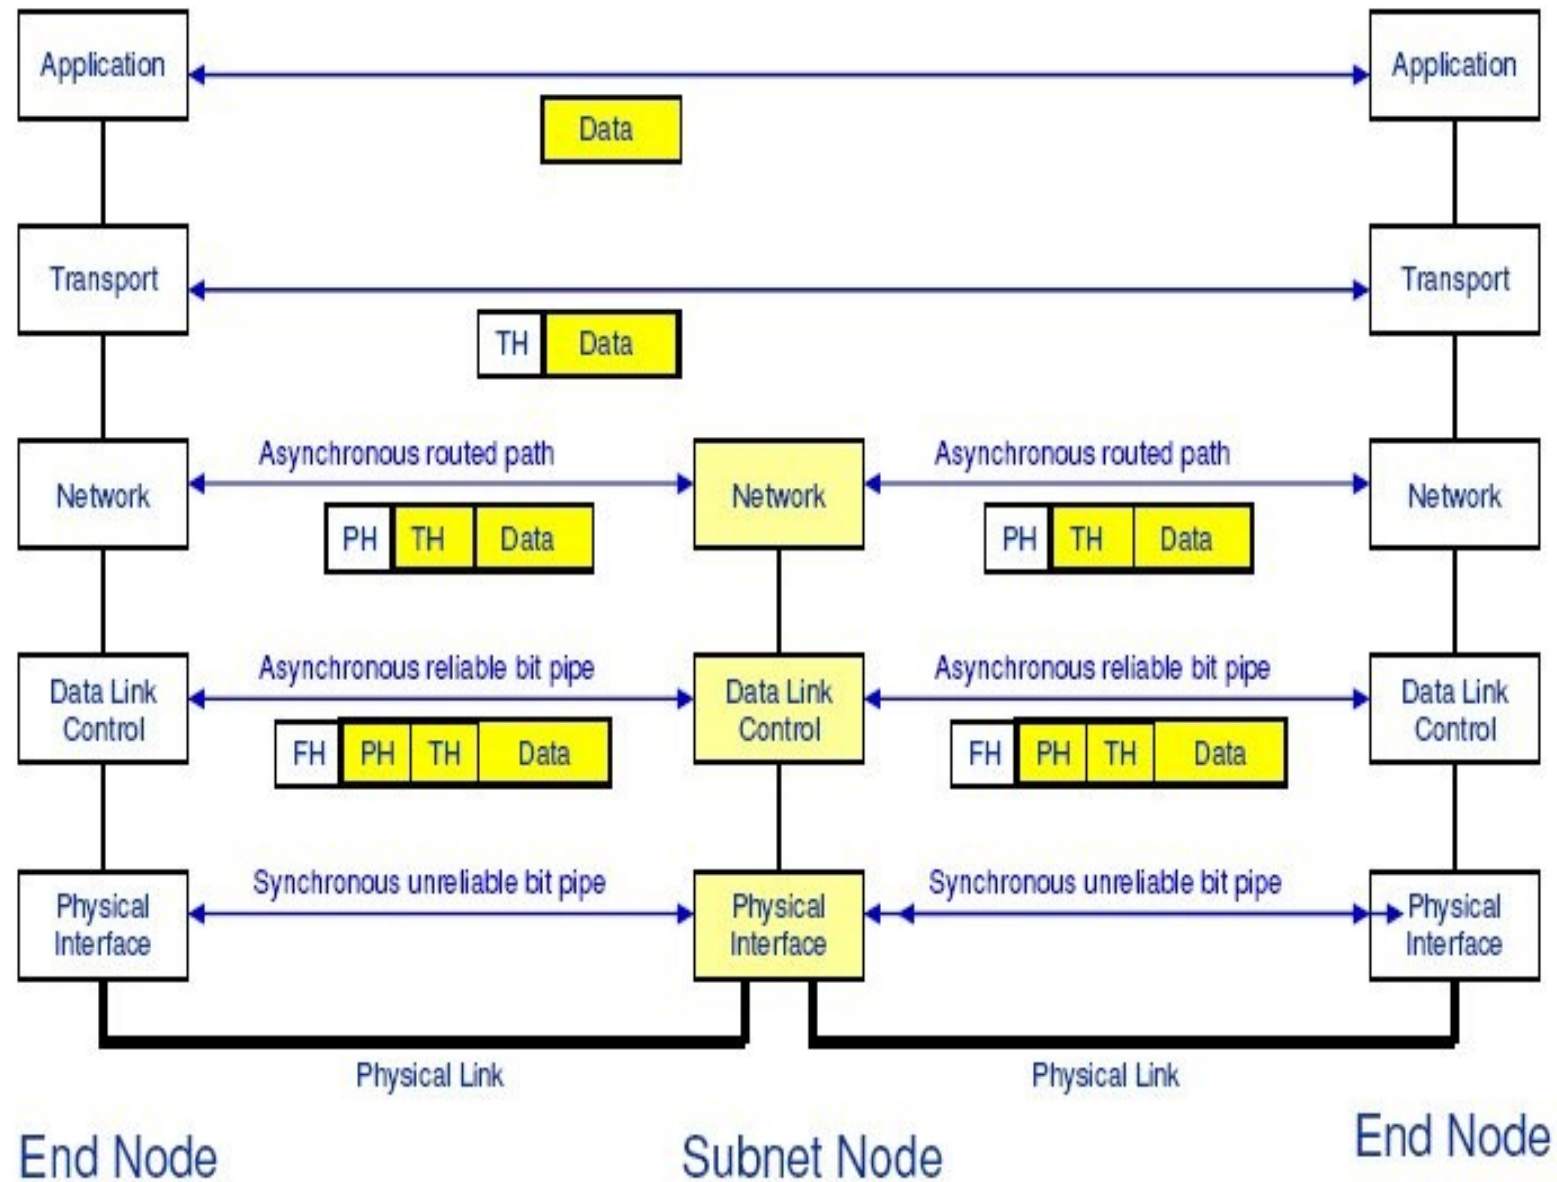 Application
Application
Data
Transport
Transport
TH Data
Asynchronous routed path
Asynchronous routed path
Network
Network
Network
PH TH Data
PH TH Data
Asynchronous reliable bit pipe
Asynchronous reliable bit pipe
Data Link
Control
Data Link
Control
Data Link
Control
FH PH TH Data
FH PH TH Data
Synchronous unreliable bit pipe
Synchronous unreliable bit pipe
Physical
Interface
Physical
Interface
Physical
Interface
Physical Link
Physical Link
End Node
Subnet Node
End Node